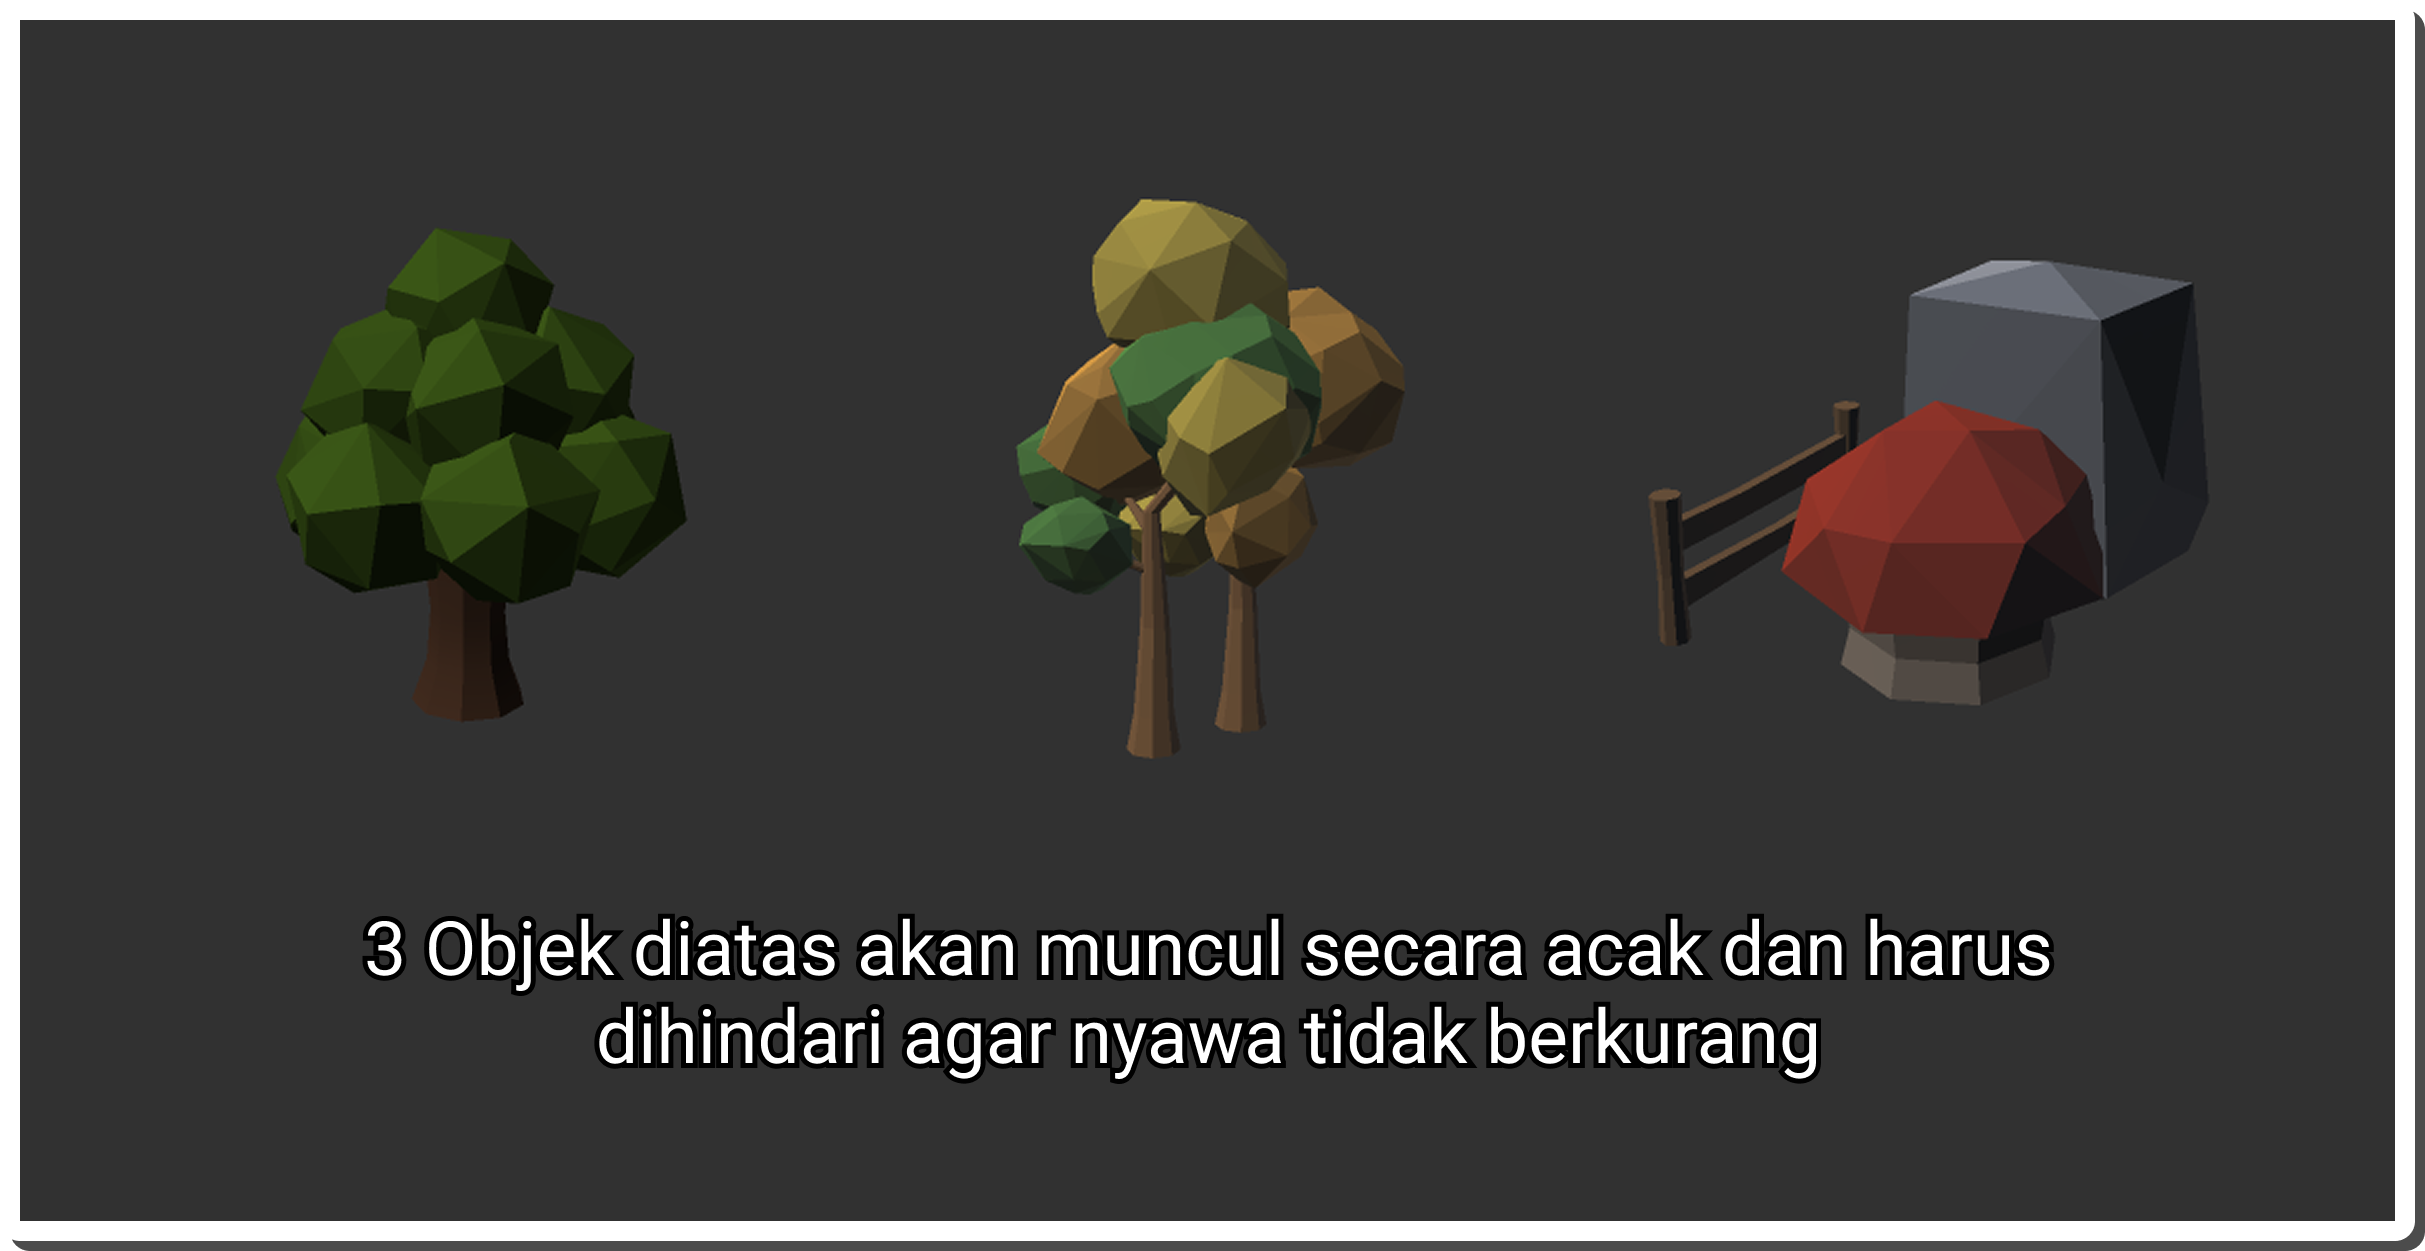 3 Objek diatas akan muncul secara acak dan harus
dihindari agar nyawa tidak berkurang